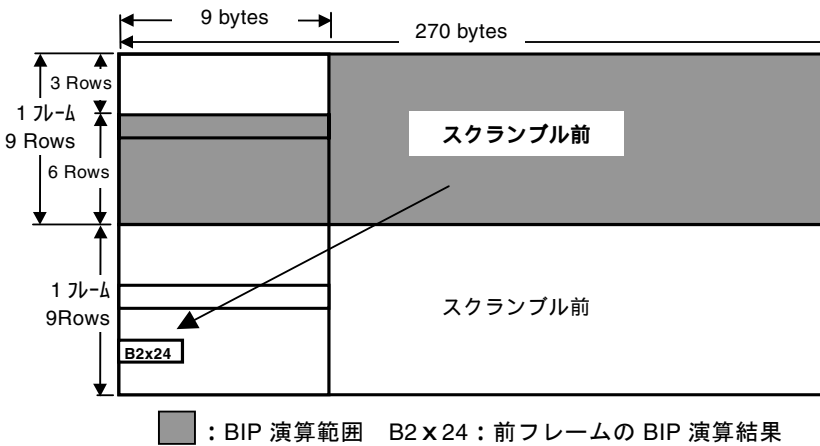 9 bytes
270 bytes
3 Rows
1 ﾌﾚｰﾑ
9 Rows
6 Rows
スクランブル前
1 ﾌﾚｰﾑ
9Rows
スクランブル前
B2x24
：BIP 演算範囲 B2 x 24：前フレームの BIP 演算結果